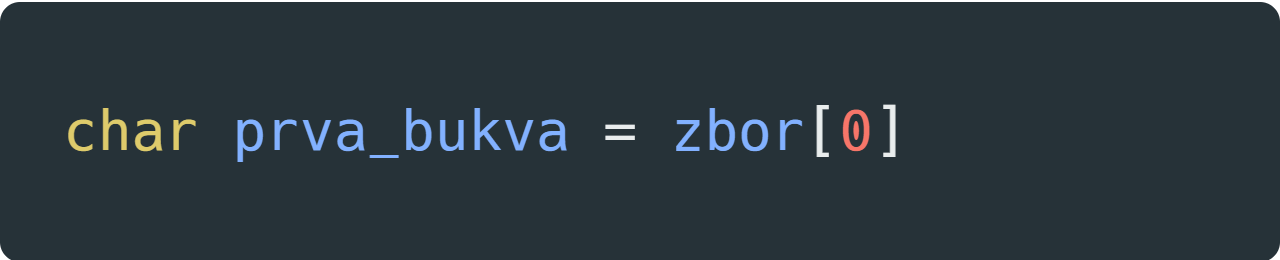 char prva_bukva = zbor[0]